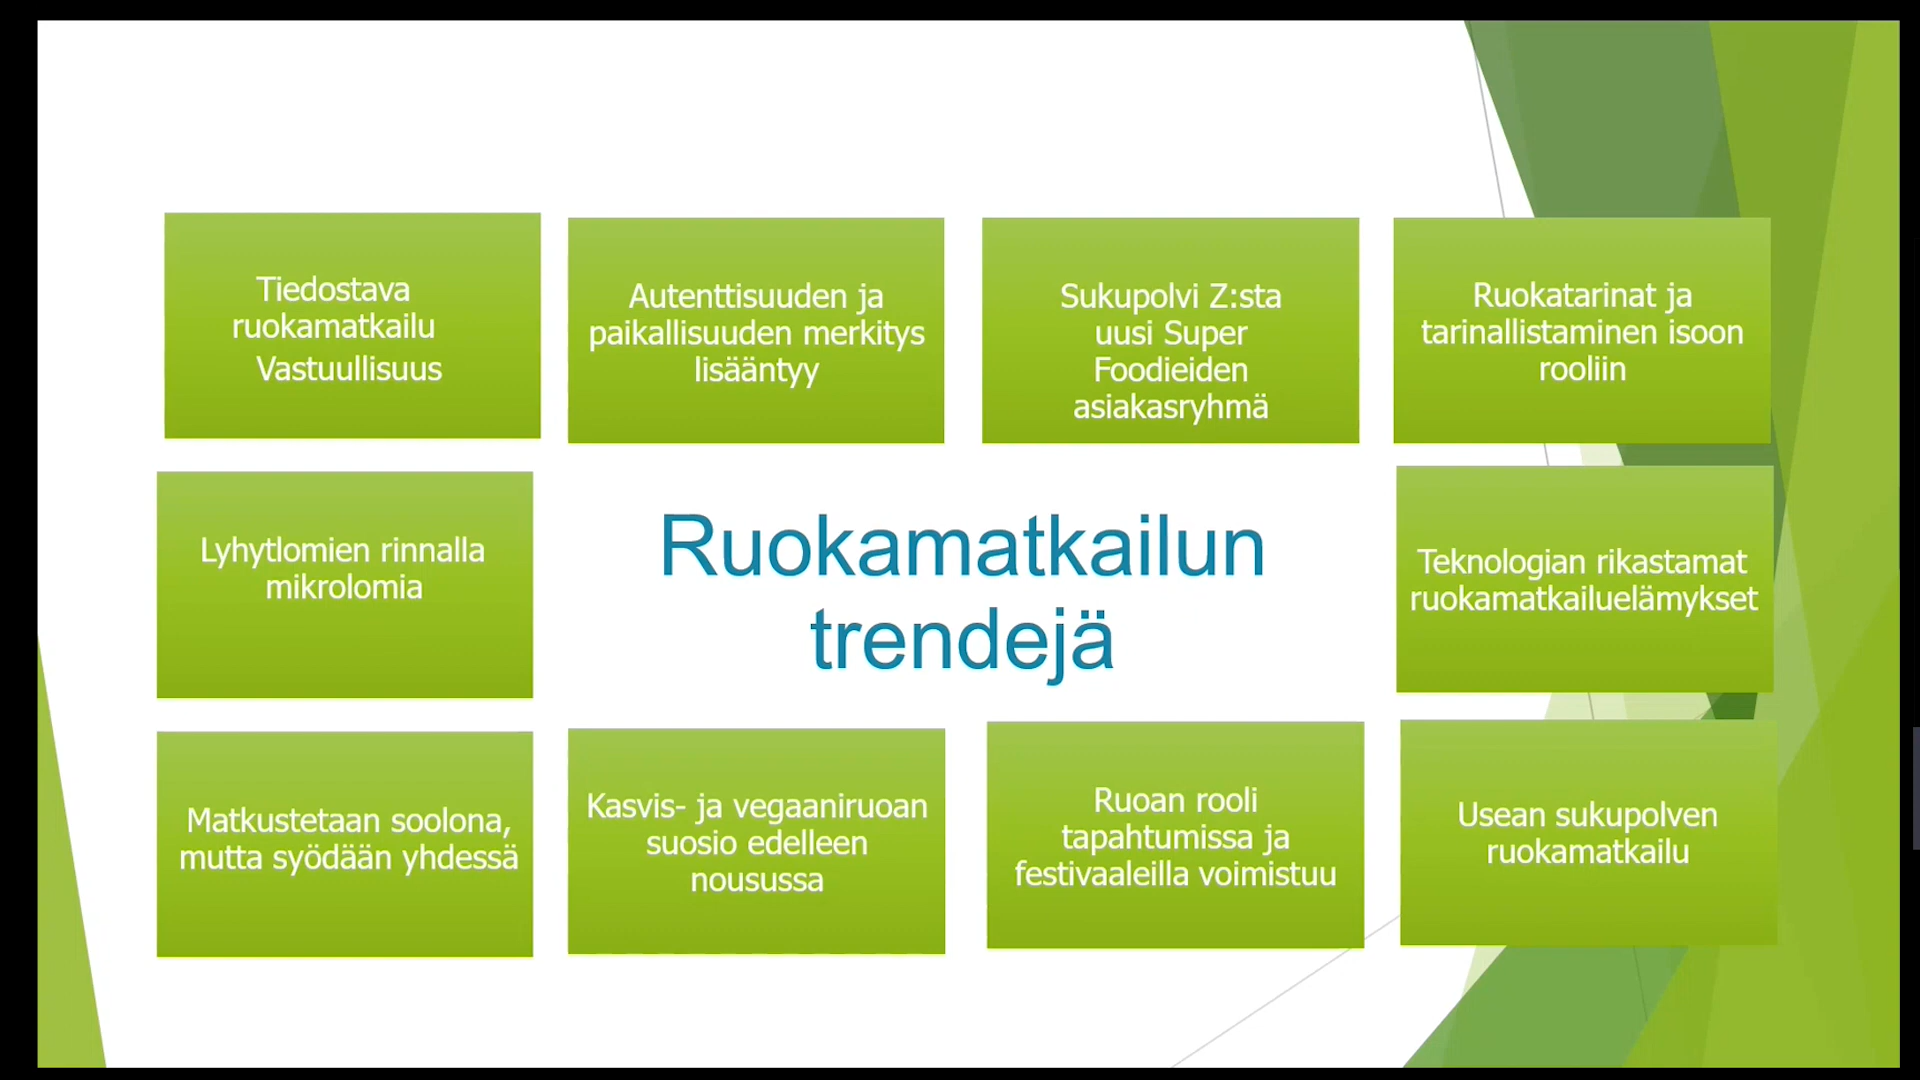 Tiedostava
ruokamatkailu
Vastuullisuus
Autenttisuuden ja
paikallisuuden merkitys
lisääntyy
Sukupolvi Z:sta
uusi Super
Foodieiden
asiakasryhmä
Ruokatarinat ja
tarinallistaminen isoon
rooliin
Lyhytlomien rinnalla
mikrolomia
Ruokamatkailun
trendejä
Teknologian rikastamat
ruokamatkailuelämykset
Matkustetaan soolona,
mutta syödään yhdessä
Kasvis- ja vegaaniruoan
suosio edelleen
nousussa
Ruoan rooli
tapahtumissa ja
festivaaleilla voimistuu
Usean sukupolven
ruokamatkailu